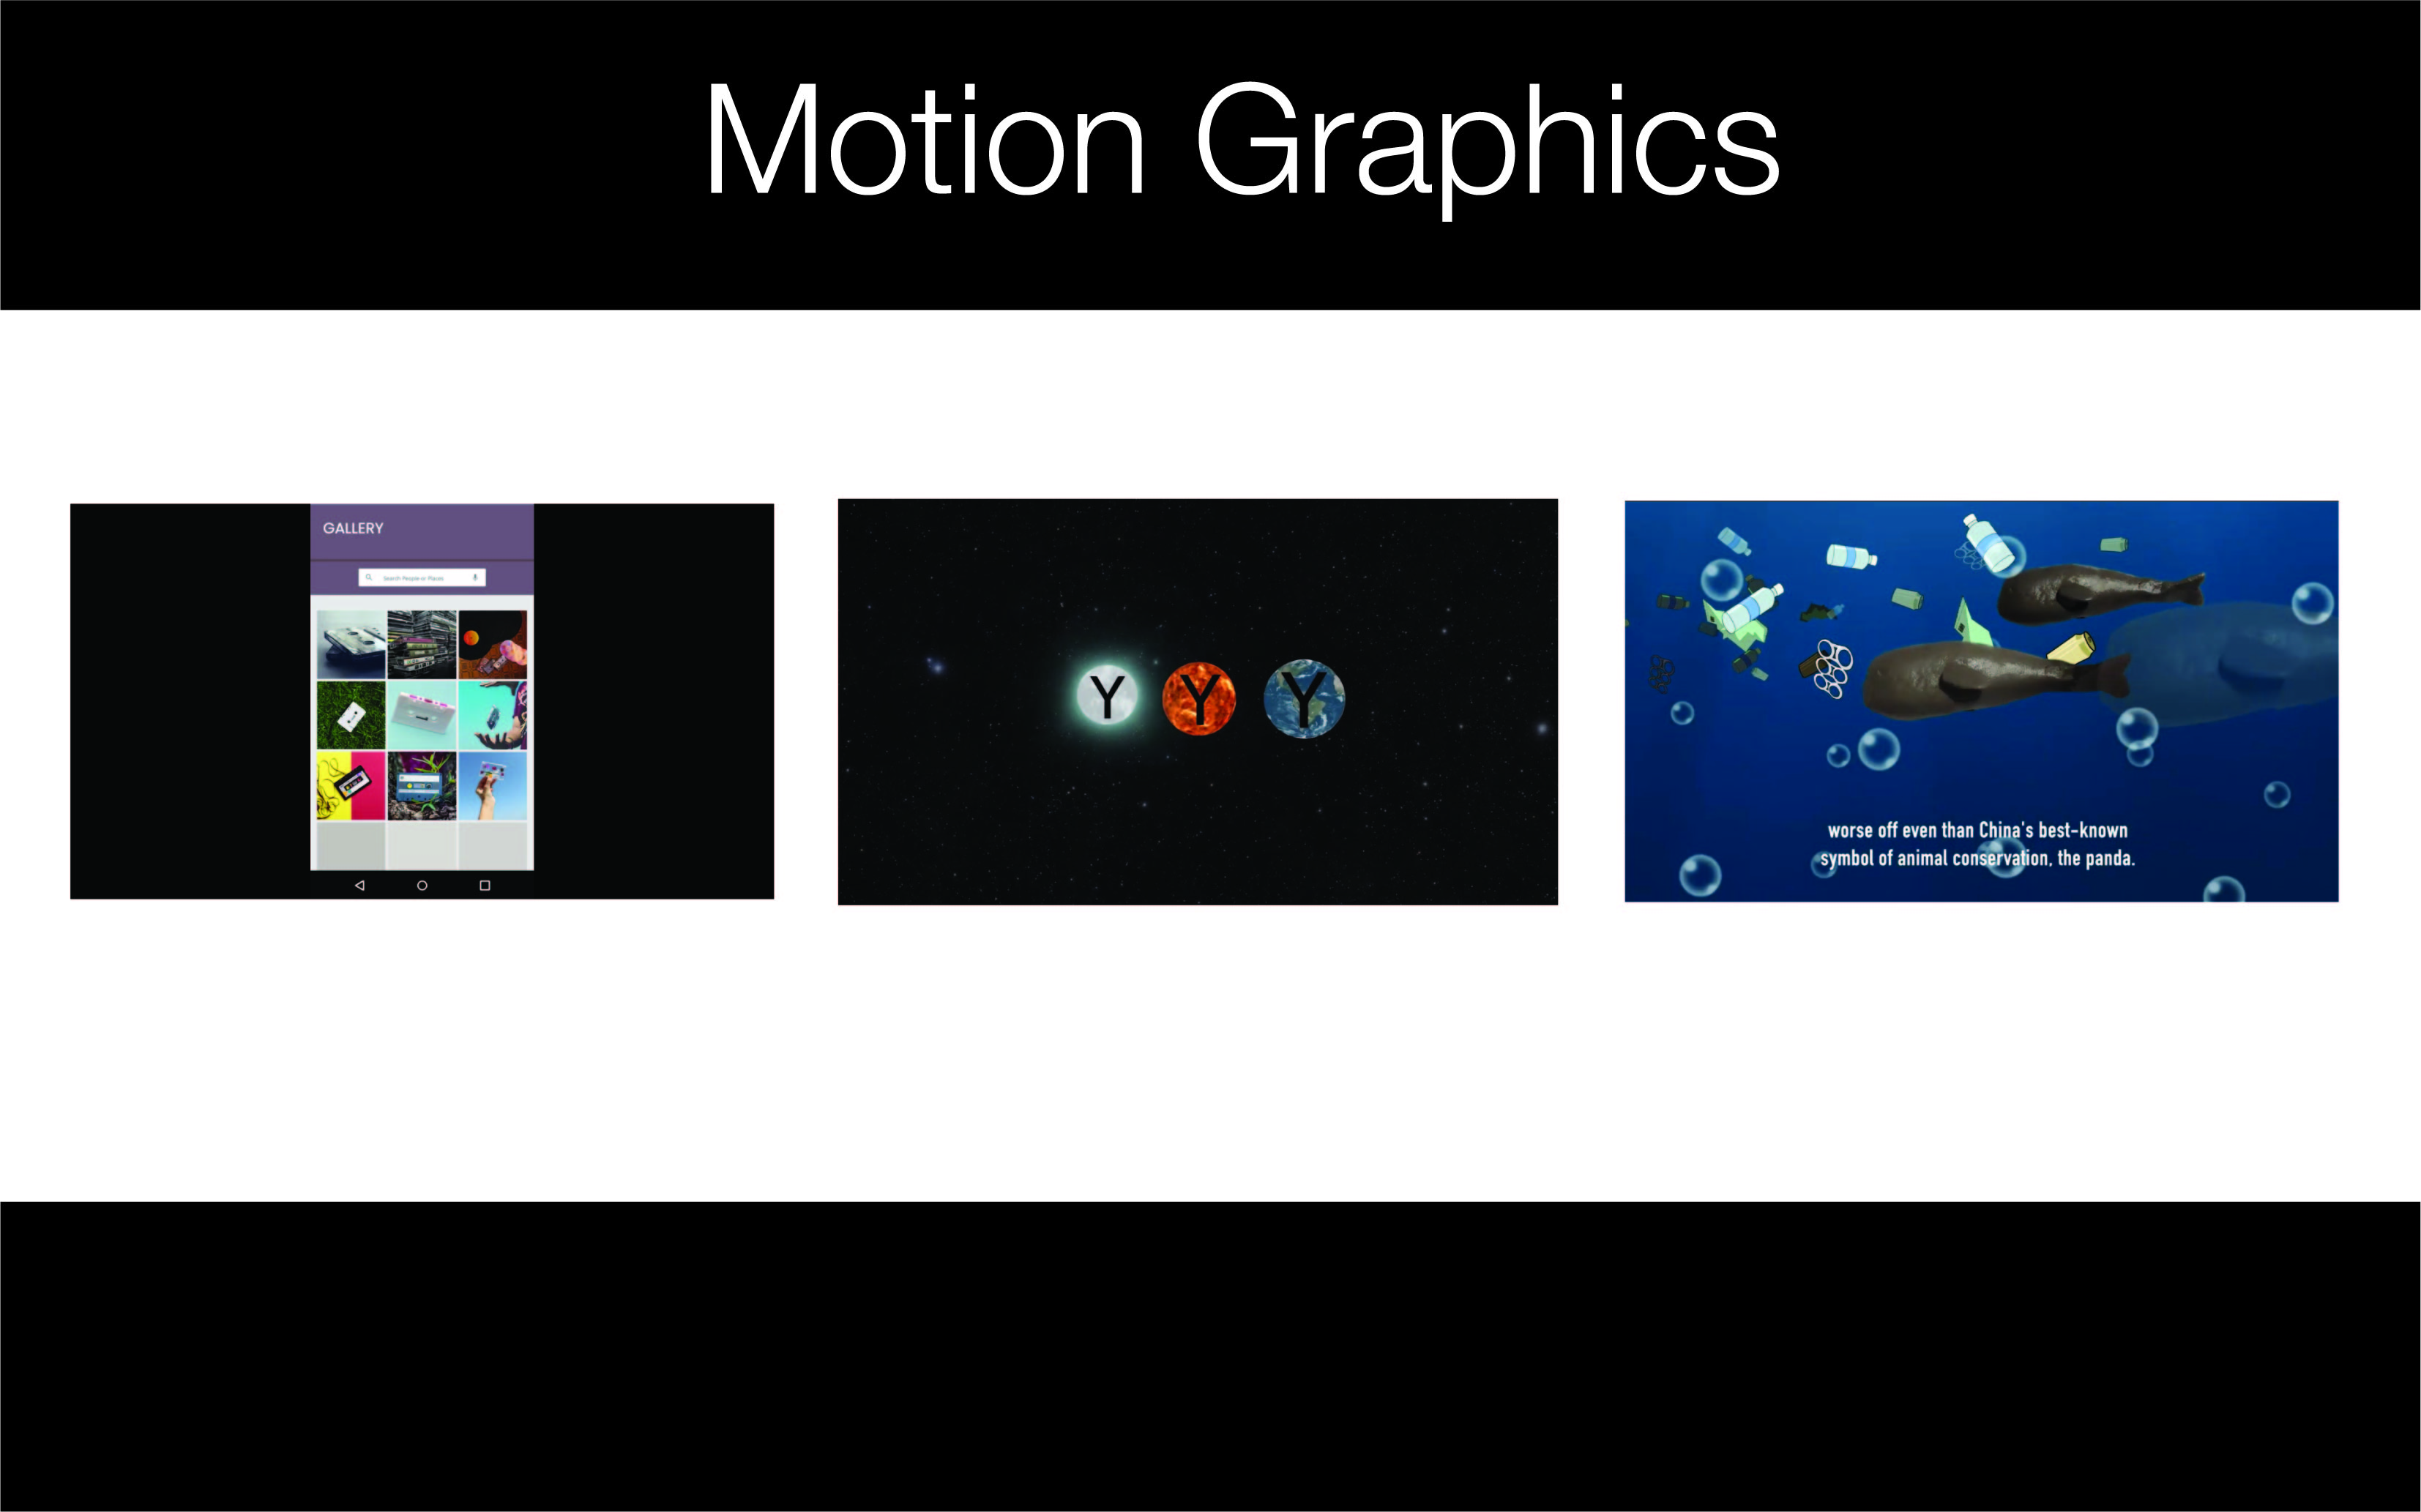 Motion Graphics
GALLERY
Search People or Places
Y Y Y
worse off even than China's best-known
symbol of animal conservation, the panda.